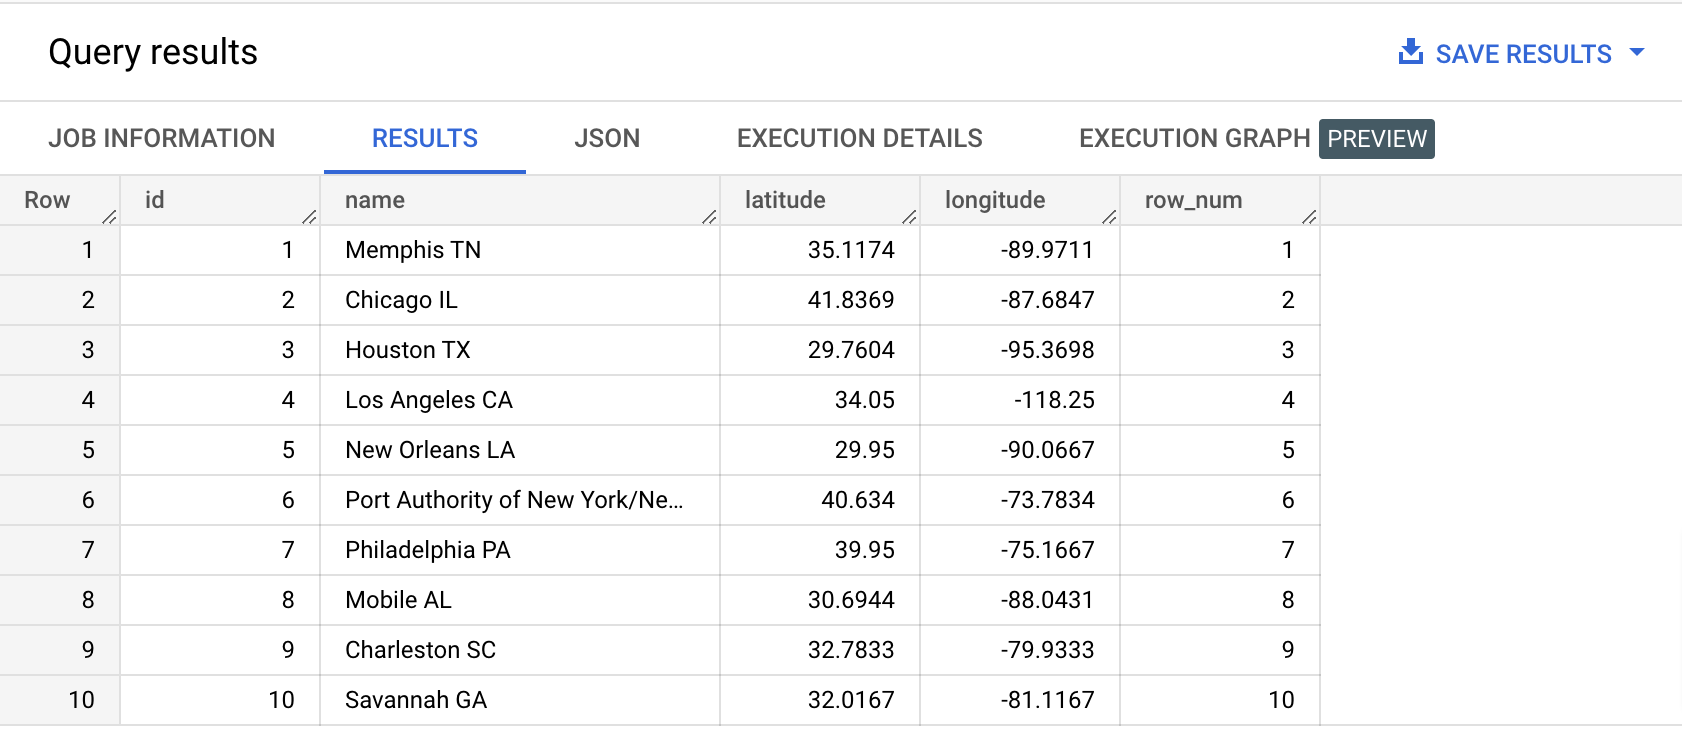 Query results
SAVE RESULTS
JOB INFORMATION RESULTS JSON EXECUTION DETAILS EXECUTION GRAPH PREVIEW
Row id name latitude longitude row_num
1 1 Memphis TN 35.1174 -89.9711 1
2 2 Chicago IL 41.8369 -87.6847 2
3 3 Houston TX 29.7604 -95.3698 3
4 4 Los Angeles CA 34.05 -118.25 4
5 5 New Orleans LA 29.95 -90.0667 5
6 6 Port Authority of New York/Ne... 40.634 -73.7834 6
7 7 Philadelphia PA 39.95 -75.1667 7
8 8 Mobile AL 30.6944 -88.0431 8
9 9 Charleston SC 32.7833 -79.9333 9
10 10 Savannah GA 32.0167 -81.1167 10